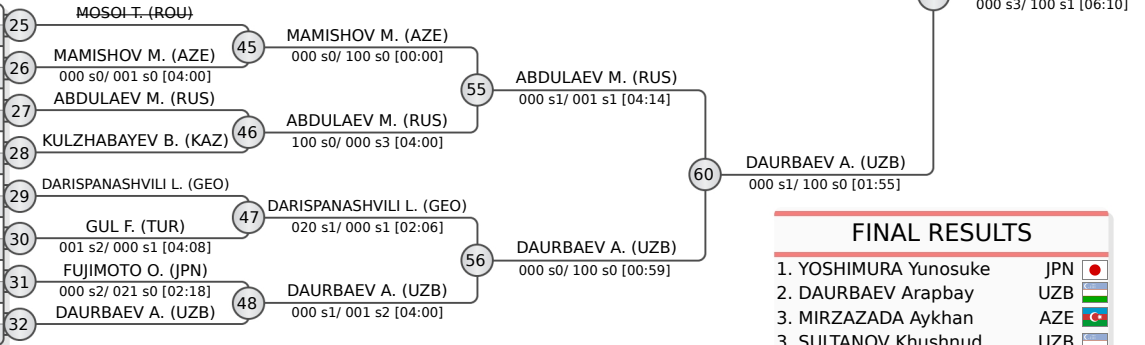 000 s3/ 100 s1 [06:10]
25
MOSOI T. (ROU)
26
MAMISHOV M. (AZE)
000 s0/ 001 s0 [04:00]
27
ABDULAEV M. (RUS)
28
KULZHABAYEV B. (KAZ)
29
DARISPANASHVILI L. (GEO)
30
GUL F. (TUR)
001 s2/ 000 s1 [04:08]
31
FUJIMOTO O. (JPN)
000 s2/ 021 s0 [02:18]
32
DAURBAEV A. (UZB)
45
MAMISHOV M. (AZE)
000 s0/ 100 s0 [00:00]
46
ABDULAEV M. (RUS)
100 s0/ 000 s3 [04:00]
47
DARISPANASHVILI L. (GEO)
020 s1/ 000 s1 [02:06]
48
DAURBAEV A. (UZB)
000 s1/ 001 s2 [04:00]
55
ABDULAEV M. (RUS)
000 s1/ 001 s1 [04:14]
56
DAURBAEV A. (UZB)
000 s0/ 100 s0 [00:59]
60
DAURBAEV A. (UZB)
000 s1/ 100 s0 [01:55]
FINAL RESULTS
1. YOSHIMURA Yunosuke JPN
2. DAURBAEV Arapbay UZB
3. MIRZAZADA Aykhan AZE
3. SULTANOV Khushnud UZB